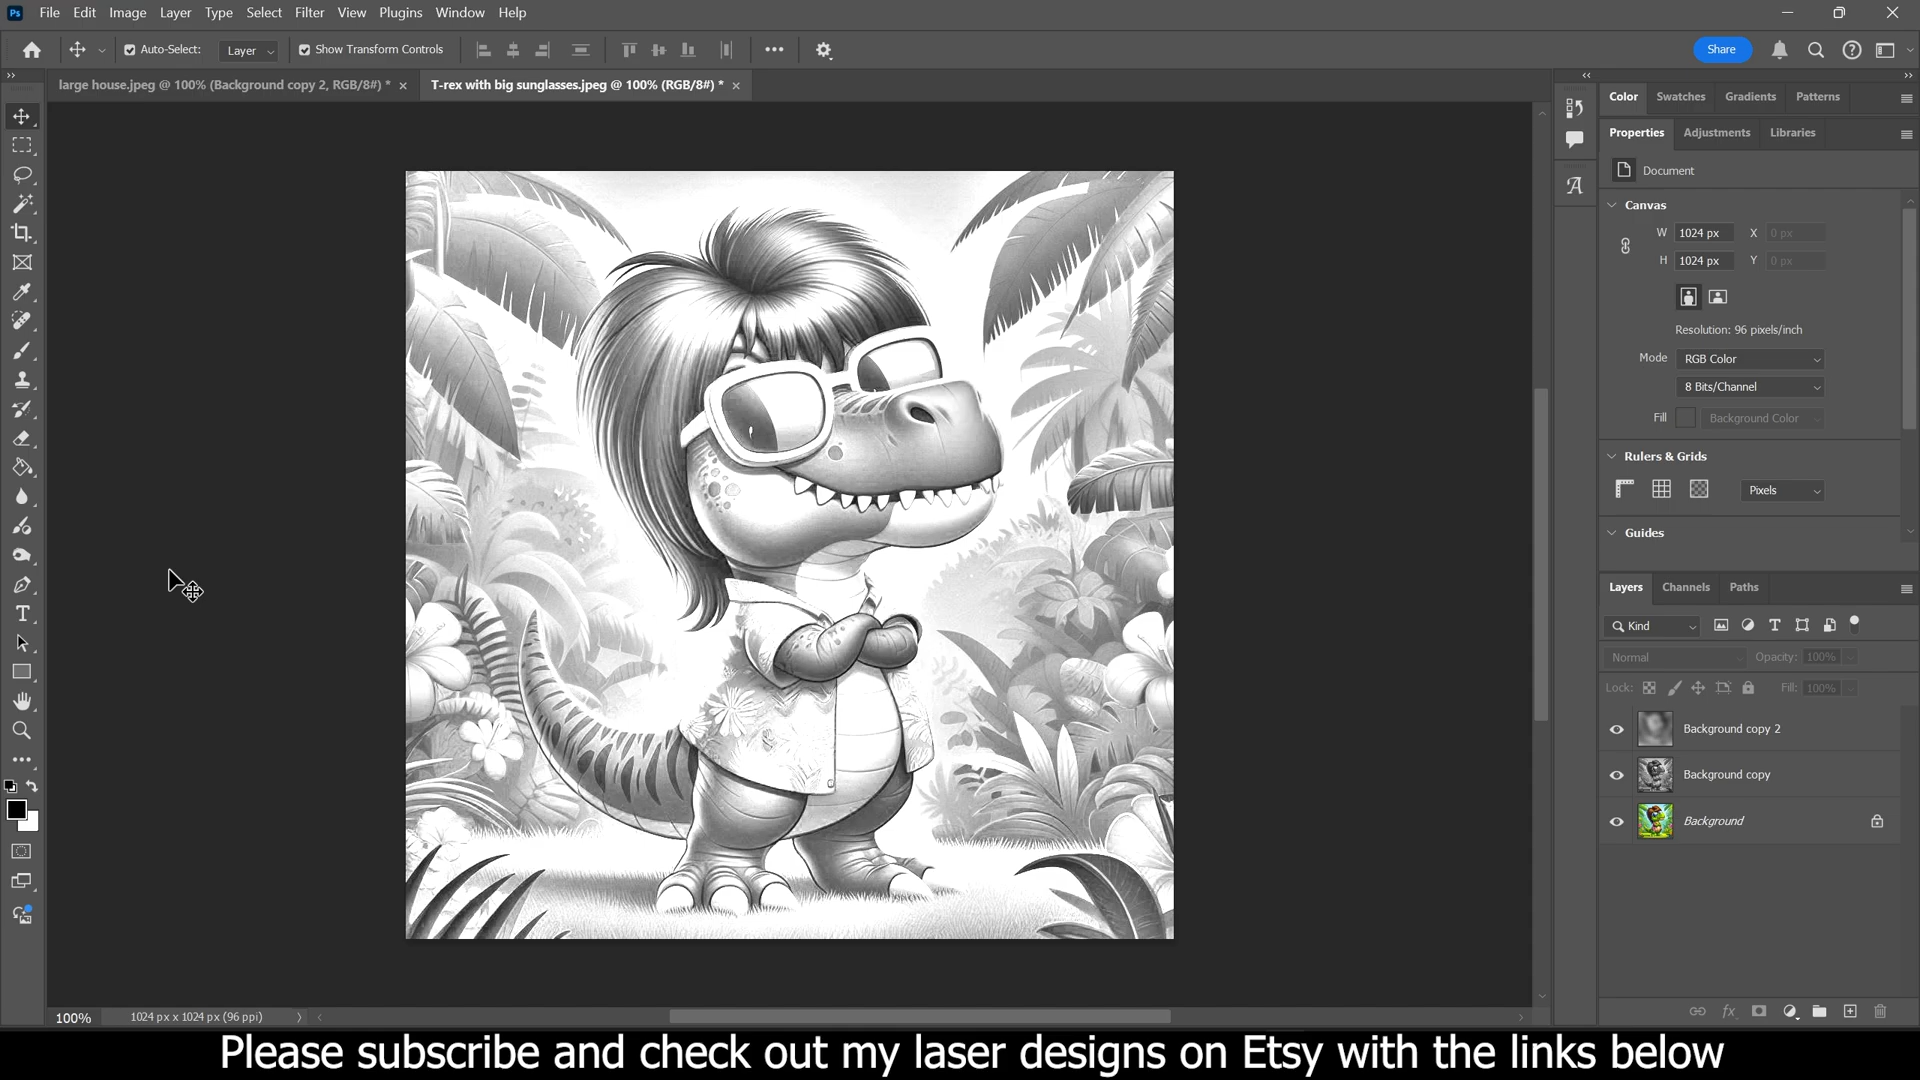 Ps File Edit Image Layer Type Select Filter View Plugins Window Help
Auto-Select: Layer Show Transform Controls Share
large house.jpeg @ 100% (Background copy 2, RGB/8#) * T-rex with big sunglasses.jpeg @ 100% (RGB/8#) *
Color Swatches Gradients Patterns
Properties Adjustments Libraries
Document
Canvas
W 1024 px X 0 px
H 1024 px Y 0 px
Resolution: 96 pixels/inch
Mode RGB Color
8 Bits/Channel
Fill Background Color
Rulers & Grids
Pixels
Guides
Layers Channels Paths
Kind
Normal Opacity: 100%
Lock: Fill: 100%
Background copy 2
Background copy
Background
100% 1024 px x 1024 px (96 ppi)
Please subscribe and check out my laser designs on Etsy with the links below